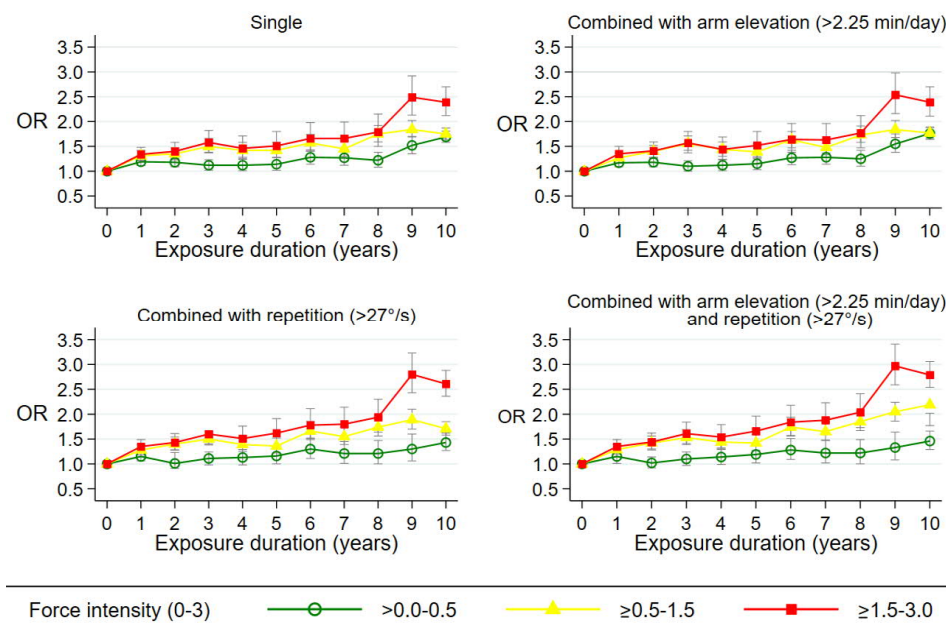 Single
3.5
3.0
2.5
OR 2.0
1.5
1.0
0.5
0 1 2 3 4 5 6 7 8 9 10
Exposure duration (years)
Combined with arm elevation (>2.25 min/day)
3.5
3.0
2.5
OR 2.0
1.5
1.0
0.5
0 1 2 3 4 5 6 7 8 9 10
Exposure duration (years)
Combined with repetition (>27°/s)
3.5
3.0
2.5
OR 2.0
1.5
1.0
0.5
0 1 2 3 4 5 6 7 8 9 10
Exposure duration (years)
Combined with arm elevation (>2.25 min/day)
and repetition (>27°/s)
3.5
3.0
2.5
OR 2.0
1.5
1.0
0.5
0 1 2 3 4 5 6 7 8 9 10
Exposure duration (years)
Force intensity (0-3) >0.0-0.5 ≥0.5-1.5 ≥1.5-3.0